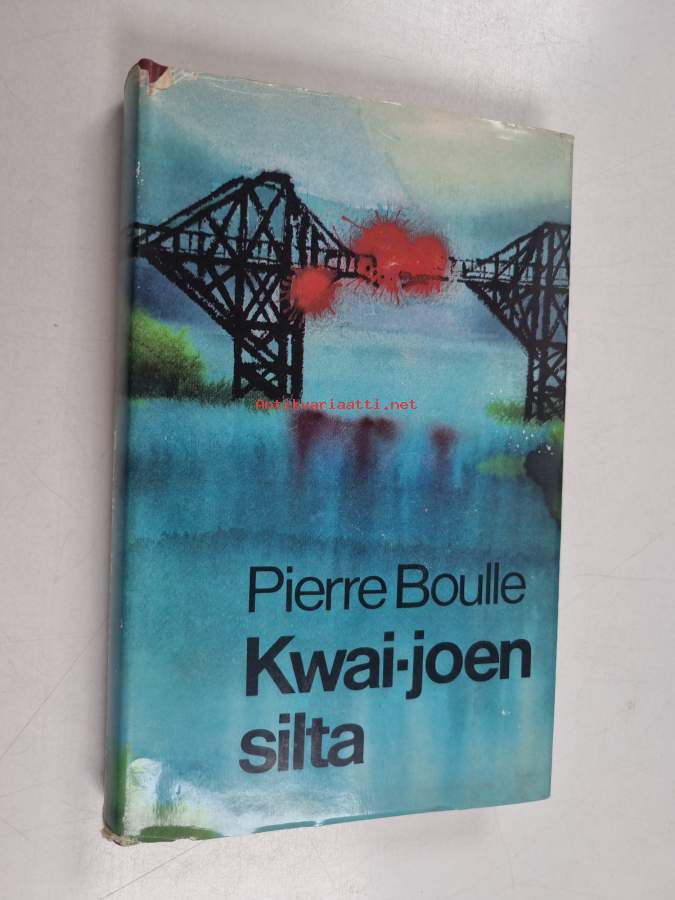 Antikvariaatti.net
Pierre Boulle
Kwai-joen
silta